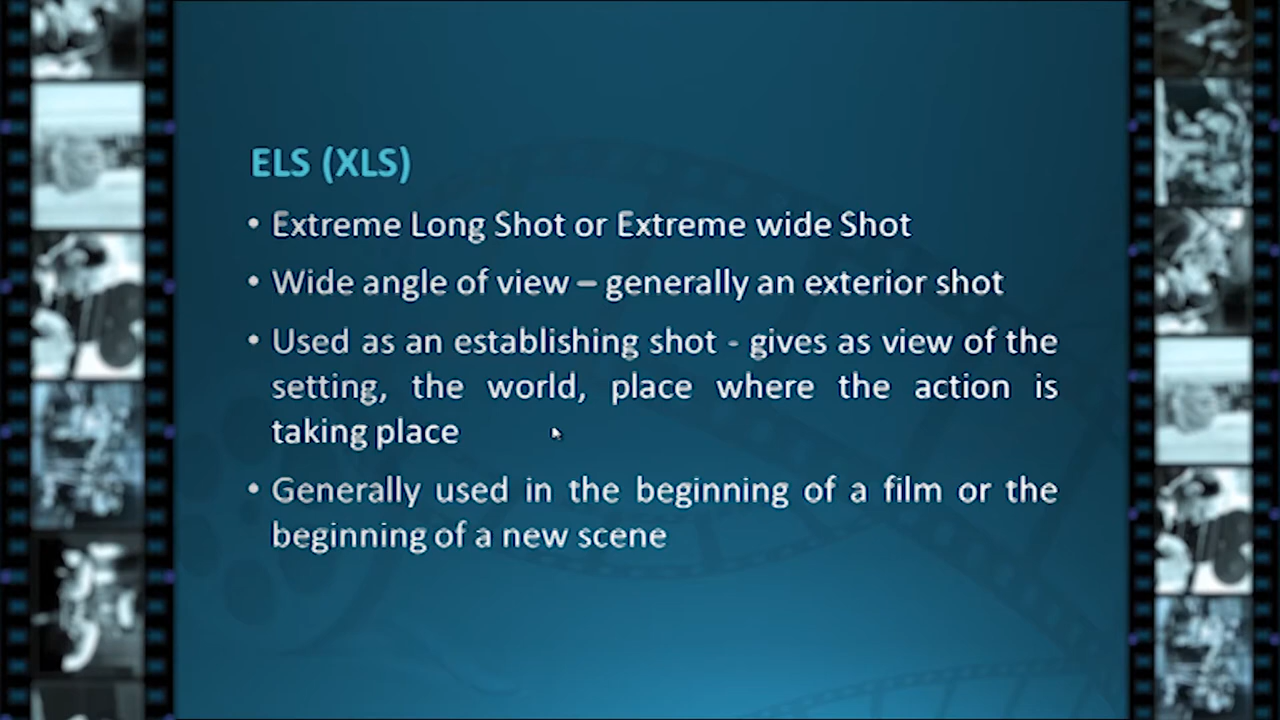 ELS (XLS)
• Extreme Long Shot or Extreme wide Shot
• Wide angle of view – generally an exterior shot
• Used as an establishing shot - gives as view of the
setting, the world, place where the action is
taking place
• Generally used in the beginning of a film or the
beginning of a new scene